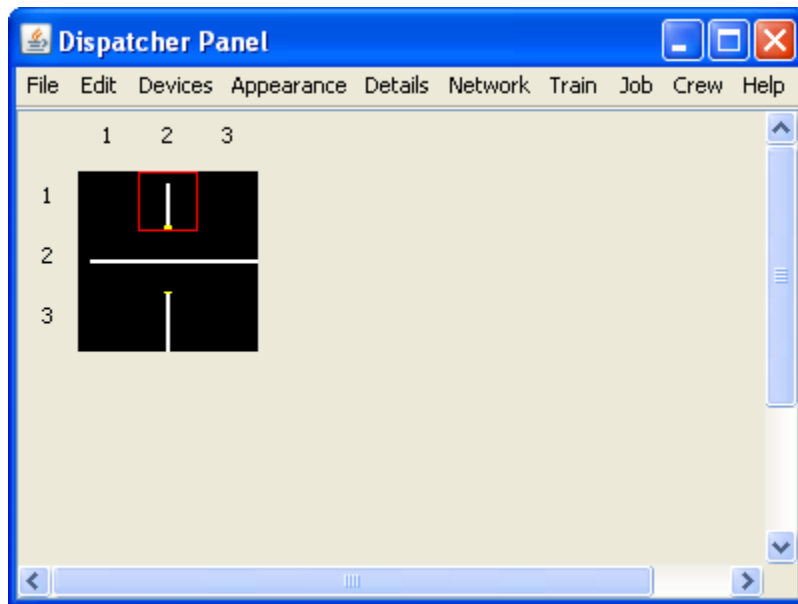 Dispatcher Panel
File Edit Devices Appearance Details Network Train Job Crew Help
1 2 3
1
2
3